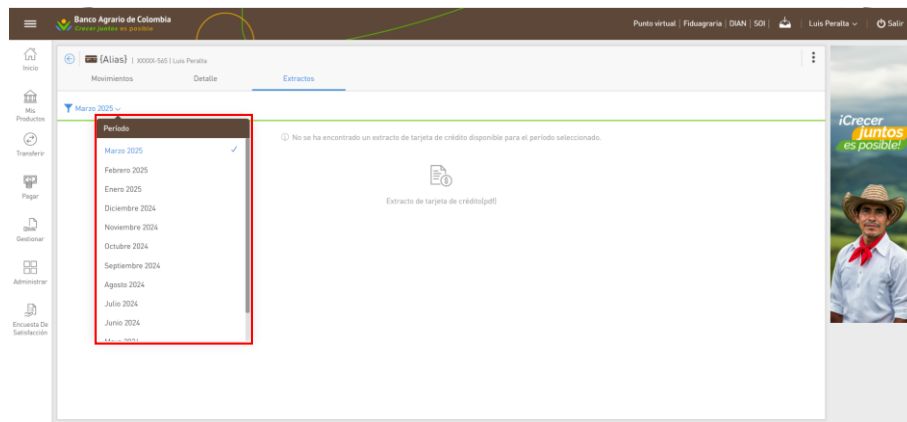 Banco Agrario de Colombia
Crecer juntos es posible
Punto virtual | Fiduagraria | DIAN | SOI |
Luis Peralta
Salir
Inicio
Mis
Productos
Transferir
Pagar
Gestionar
Administrar
Encuesta De
Satisfacción
{Alias} | XXXXX-565 | Luis Peralta
Movimientos
Detalle
Extractos
Marzo 2025
Periodo
Marzo 2025
Febrero 2025
Enero 2025
Diciembre 2024
Noviembre 2024
Octubre 2024
Septiembre 2024
Agosto 2024
Julio 2024
Junio 2024
Mayo 2024
No se ha encontrado un extracto de tarjeta de crédito disponible para el periodo seleccionado.
Extracto de tarjeta de crédito(pdf)
¡Crecer
juntos
es posible!